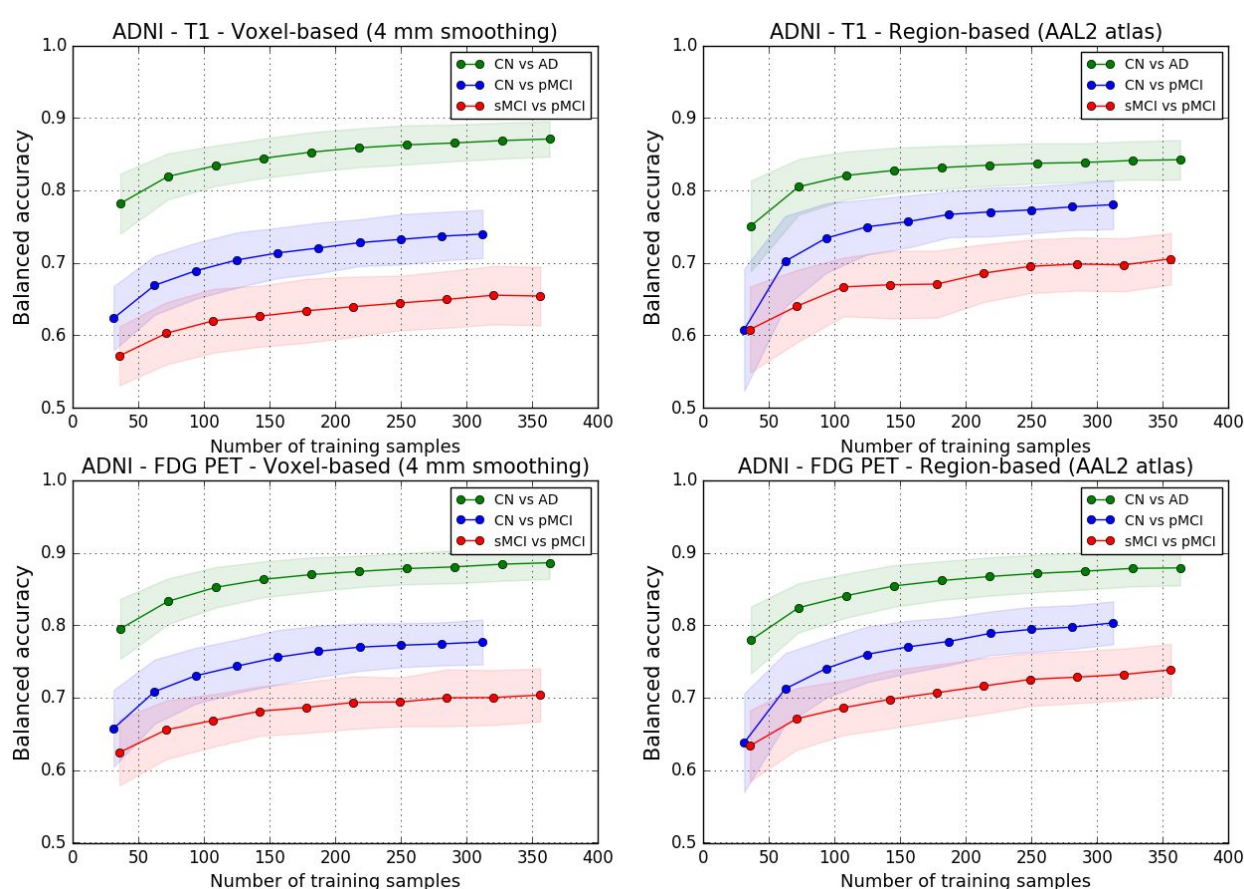 ADNI - T1 - Voxel-based (4 mm smoothing)
1.0
0.9
0.8
0.7
0.6
0.5
Balanced accuracy
CN vs AD
CN vs pMCI
sMCI vs pMCI
0 50 100 150 200 250 300 350 400
Number of training samples
ADNI - T1 - Region-based (AAL2 atlas)
1.0
0.9
0.8
0.7
0.6
0.5
Balanced accuracy
CN vs AD
CN vs pMCI
sMCI vs pMCI
0 50 100 150 200 250 300 350 400
Number of training samples
ADNI - FDG PET - Voxel-based (4 mm smoothing)
1.0
0.9
0.8
0.7
0.6
0.5
Balanced accuracy
CN vs AD
CN vs pMCI
sMCI vs pMCI
0 50 100 150 200 250 300 350 400
Number of training samples
ADNI - FDG PET - Region-based (AAL2 atlas)
1.0
0.9
0.8
0.7
0.6
0.5
Balanced accuracy
CN vs AD
CN vs pMCI
sMCI vs pMCI
0 50 100 150 200 250 300 350 400
Number of training samples